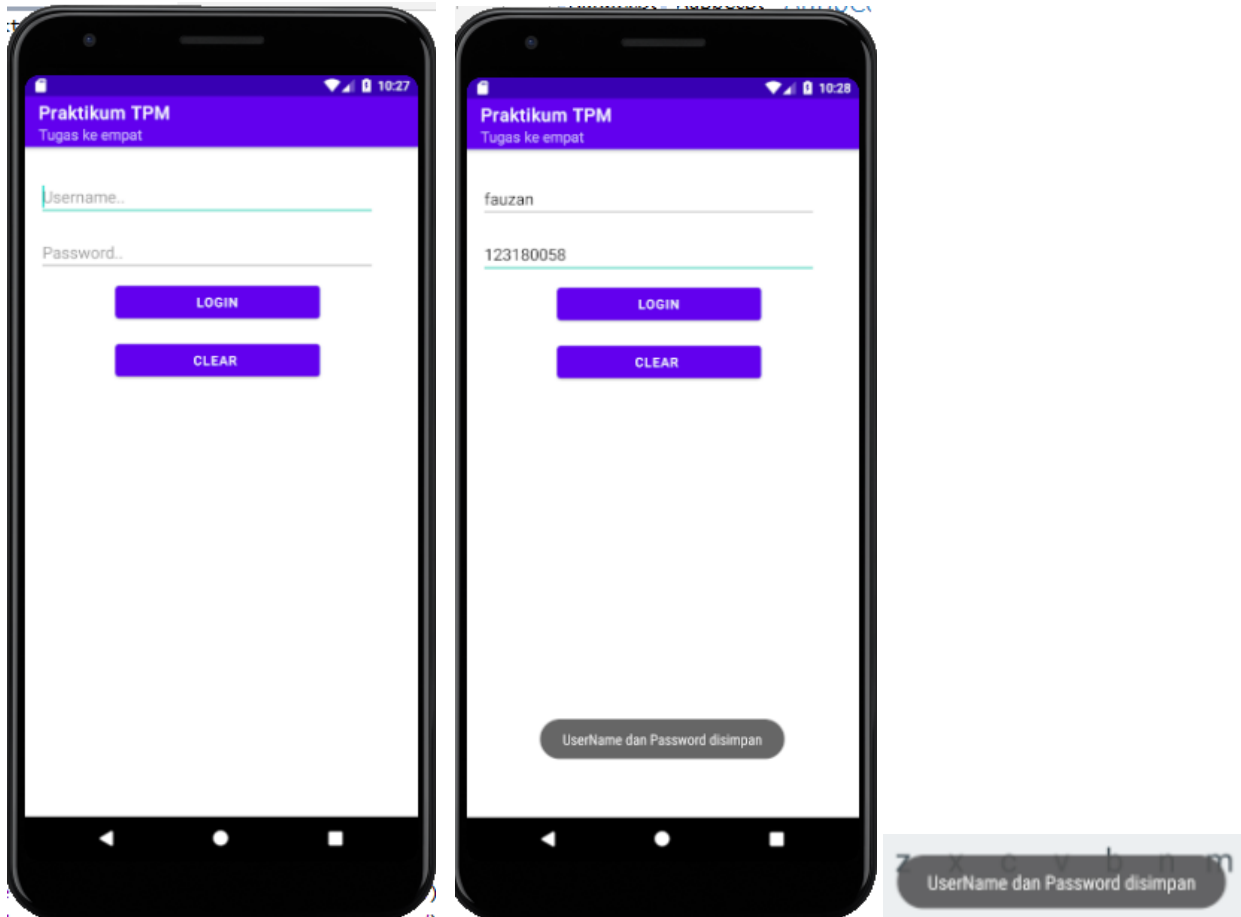 10:27
Praktikum TPM
Tugas ke empat
Username..
Password..
LOGIN
CLEAR
10:28
Praktikum TPM
Tugas ke empat
fauzan
123180058
LOGIN
CLEAR
UserName dan Password disimpan
z x c v b n m
UserName dan Password disimpan